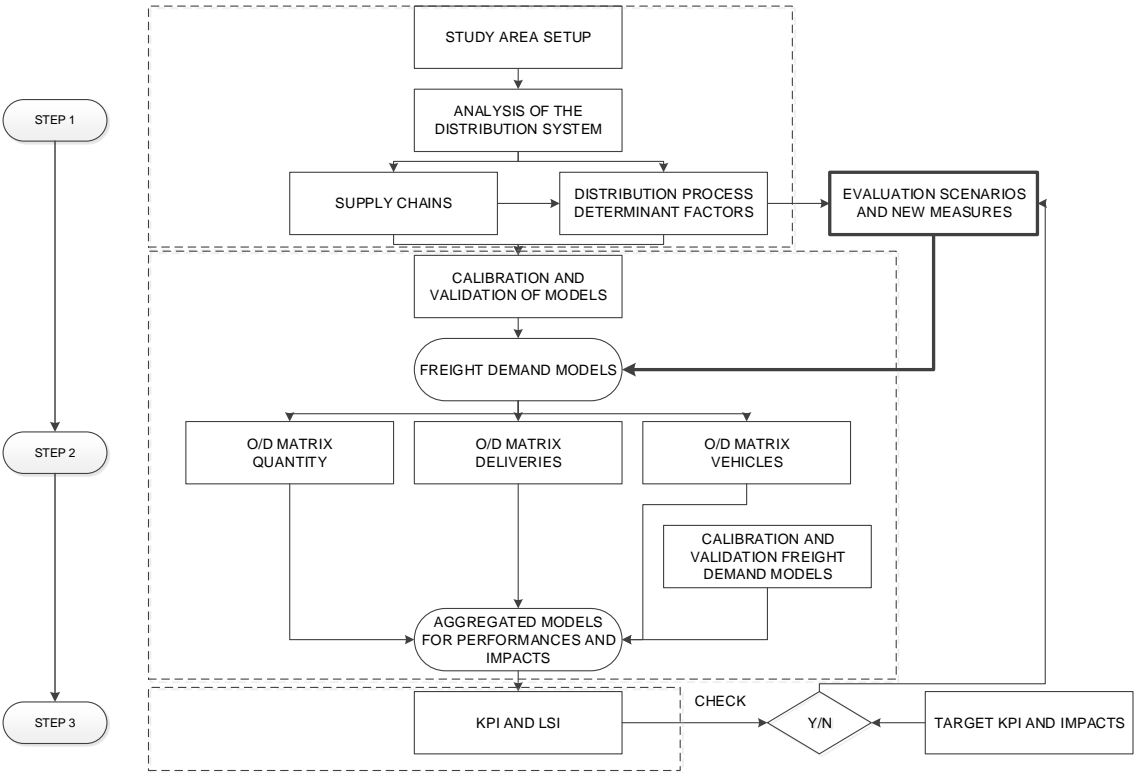 STUDY AREA SETUP
STEP 1
ANALYSIS OF THE
DISTRIBUTION SYSTEM
SUPPLY CHAINS
DISTRIBUTION PROCESS
DETERMINANT FACTORS
EVALUATION SCENARIOS
AND NEW MEASURES
CALIBRATION AND
VALIDATION OF MODELS
FREIGHT DEMAND MODELS
STEP 2
O/D MATRIX
QUANTITY
O/D MATRIX
DELIVERIES
O/D MATRIX
VEHICLES
CALIBRATION AND
VALIDATION FREIGHT
DEMAND MODELS
AGGREGATED MODELS
FOR PERFORMANCES AND
IMPACTS
STEP 3
KPI AND LSI
CHECK
Y/N
TARGET KPI AND IMPACTS